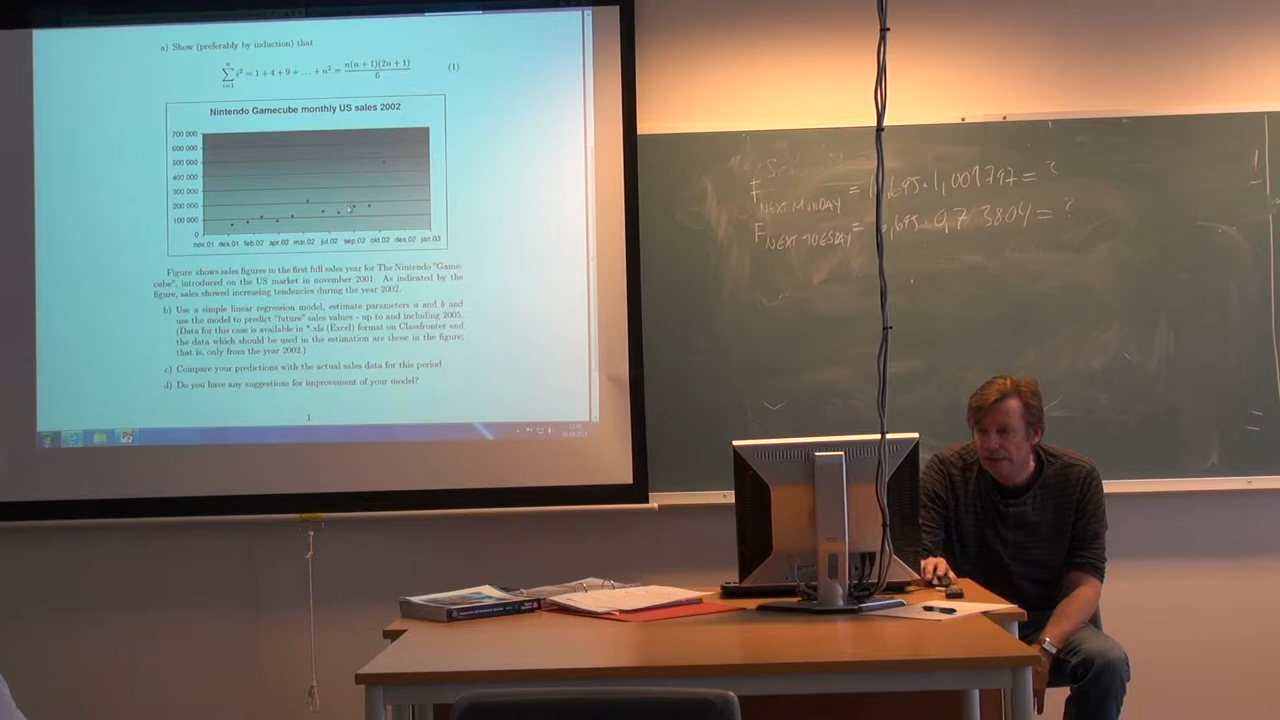 a) Show (preferably by induction) that
n
∑ i² = 1 + 4 + 9 + … + n² = n(n + 1)(2n + 1) / 6 (1)
i=1
Nintendo Gamecube monthly US sales 2002
700 000
600 000
500 000
400 000
300 000
200 000
100 000
0
nov.01 des.01 feb.02 apr.02 mai.02 jul.02 sep.02 okt.02 des.02 jan.03
Figure shows sales figures in the first full sales year for The Nintendo "Game-
cube", introduced on the US market in november 2001. As indicated by the
figure, sales showed increasing tendencies during the year 2002.
b) Use a simple linear regression model, estimate parameters a and b and
use the model to predict "future" sales values - up to and including 2005.
(Data for this case is available in *.xls (Excel) format on Classfronter and
the data which should be used in the estimation are those in the figure;
that is, only from the year 2002.)
c) Compare your predictions with the actual sales data for this period
d) Do you have any suggestions for improvement of your model?
1
F NEXT MONDAY = ,695 · 1,009797 = ?
F NEXT TUESDAY = ,695 · 0,973804 = ?